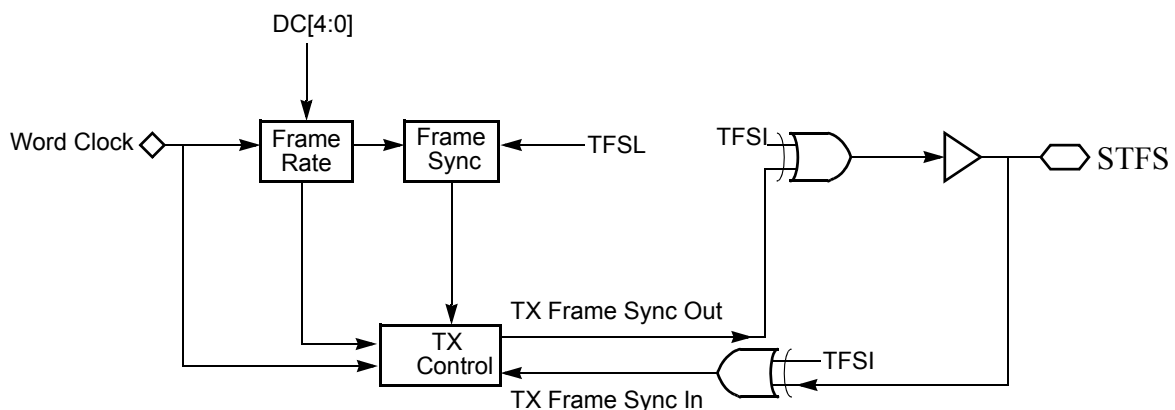 DC[4:0]
Word Clock
Frame
Rate
Frame
Sync
TFSL
TFSI
STFS
TX Frame Sync Out
TX
Control
TFSI
TX Frame Sync In